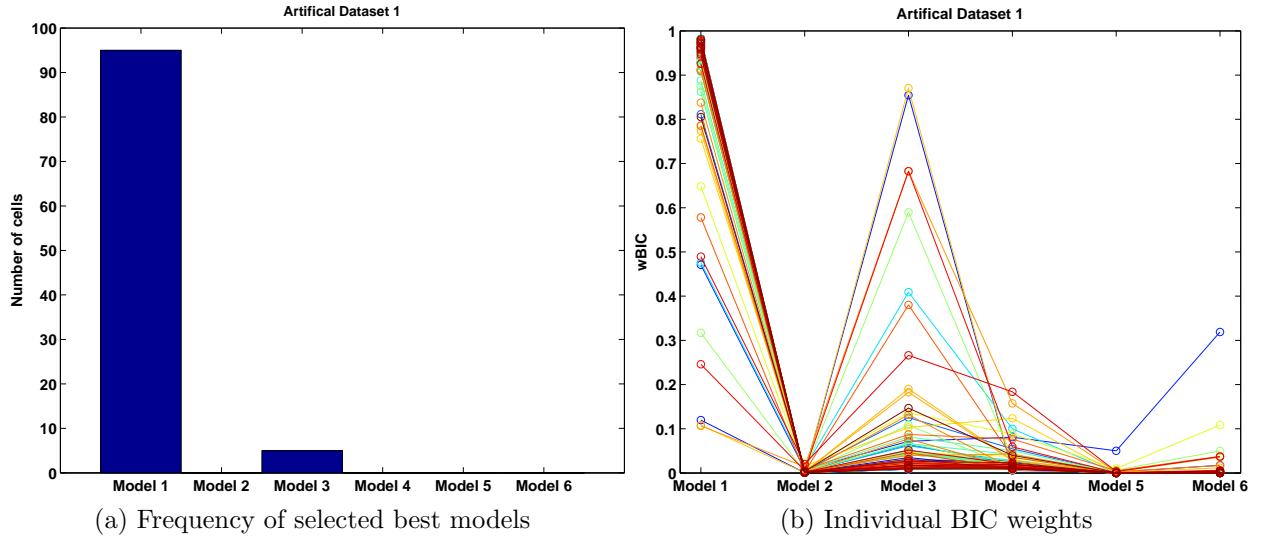 Artifical Dataset 1
100
90
80
70
60
50
40
30
20
10
0
Number of cells
Model 1 Model 2 Model 3 Model 4 Model 5 Model 6
(a) Frequency of selected best models
Artifical Dataset 1
1
0.9
0.8
0.7
0.6
0.5
0.4
0.3
0.2
0.1
0
wBIC
Model 1 Model 2 Model 3 Model 4 Model 5 Model 6
(b) Individual BIC weights